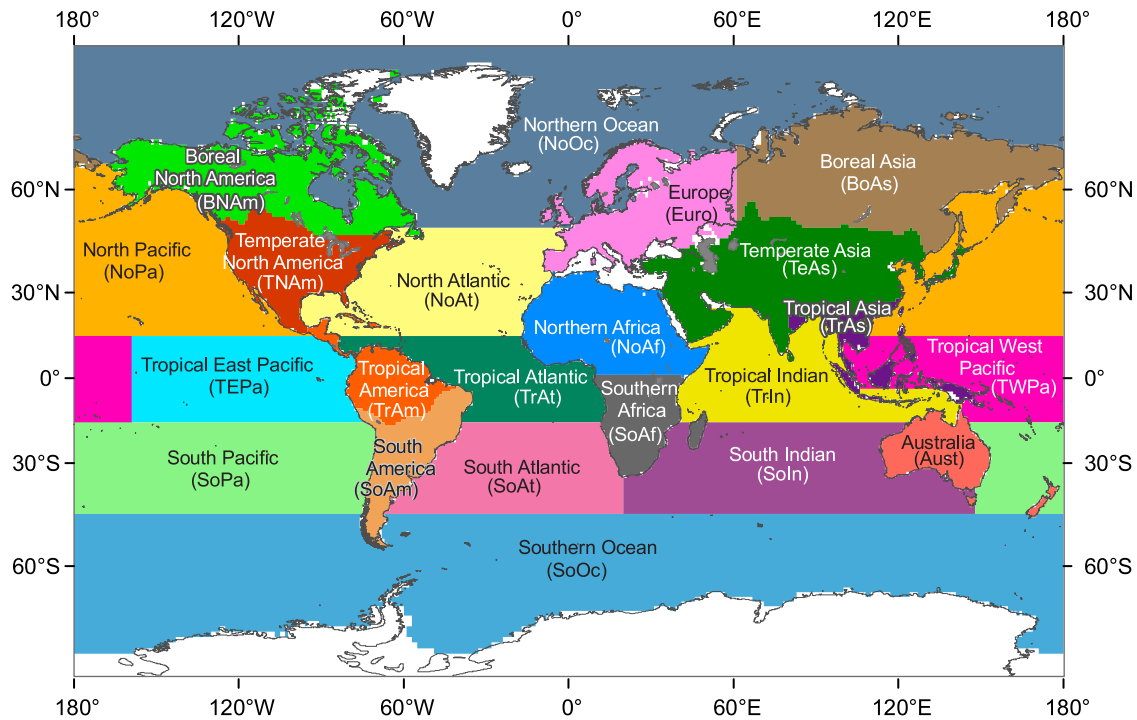 180°
120°W
60°W
0°
60°E
120°E
180°
60°N
30°N
0°
30°S
60°S
Northern Ocean
(NoOc)
Boreal
North America
(BNAm)
Boreal Asia
(BoAs)
Europe
(Euro)
North Pacific
(NoPa)
Temperate
North America
(TNAm)
North Atlantic
(NoAt)
Temperate Asia
(TeAs)
Tropical Asia
(TrAs)
Northern Africa
(NoAf)
Tropical East Pacific
(TEPa)
Tropical
America
(TrAm)
Tropical Atlantic
(TrAt)
Southern
Africa
(SoAf)
Tropical Indian
(TrIn)
Tropical West
Pacific
(TWPa)
South Pacific
(SoPa)
South
America
(SoAm)
South Atlantic
(SoAt)
South Indian
(SoIn)
Australia
(Aust)
Southern Ocean
(SoOc)
60°N
30°N
0°
30°S
60°S
180°
120°W
60°W
0°
60°E
120°E
180°